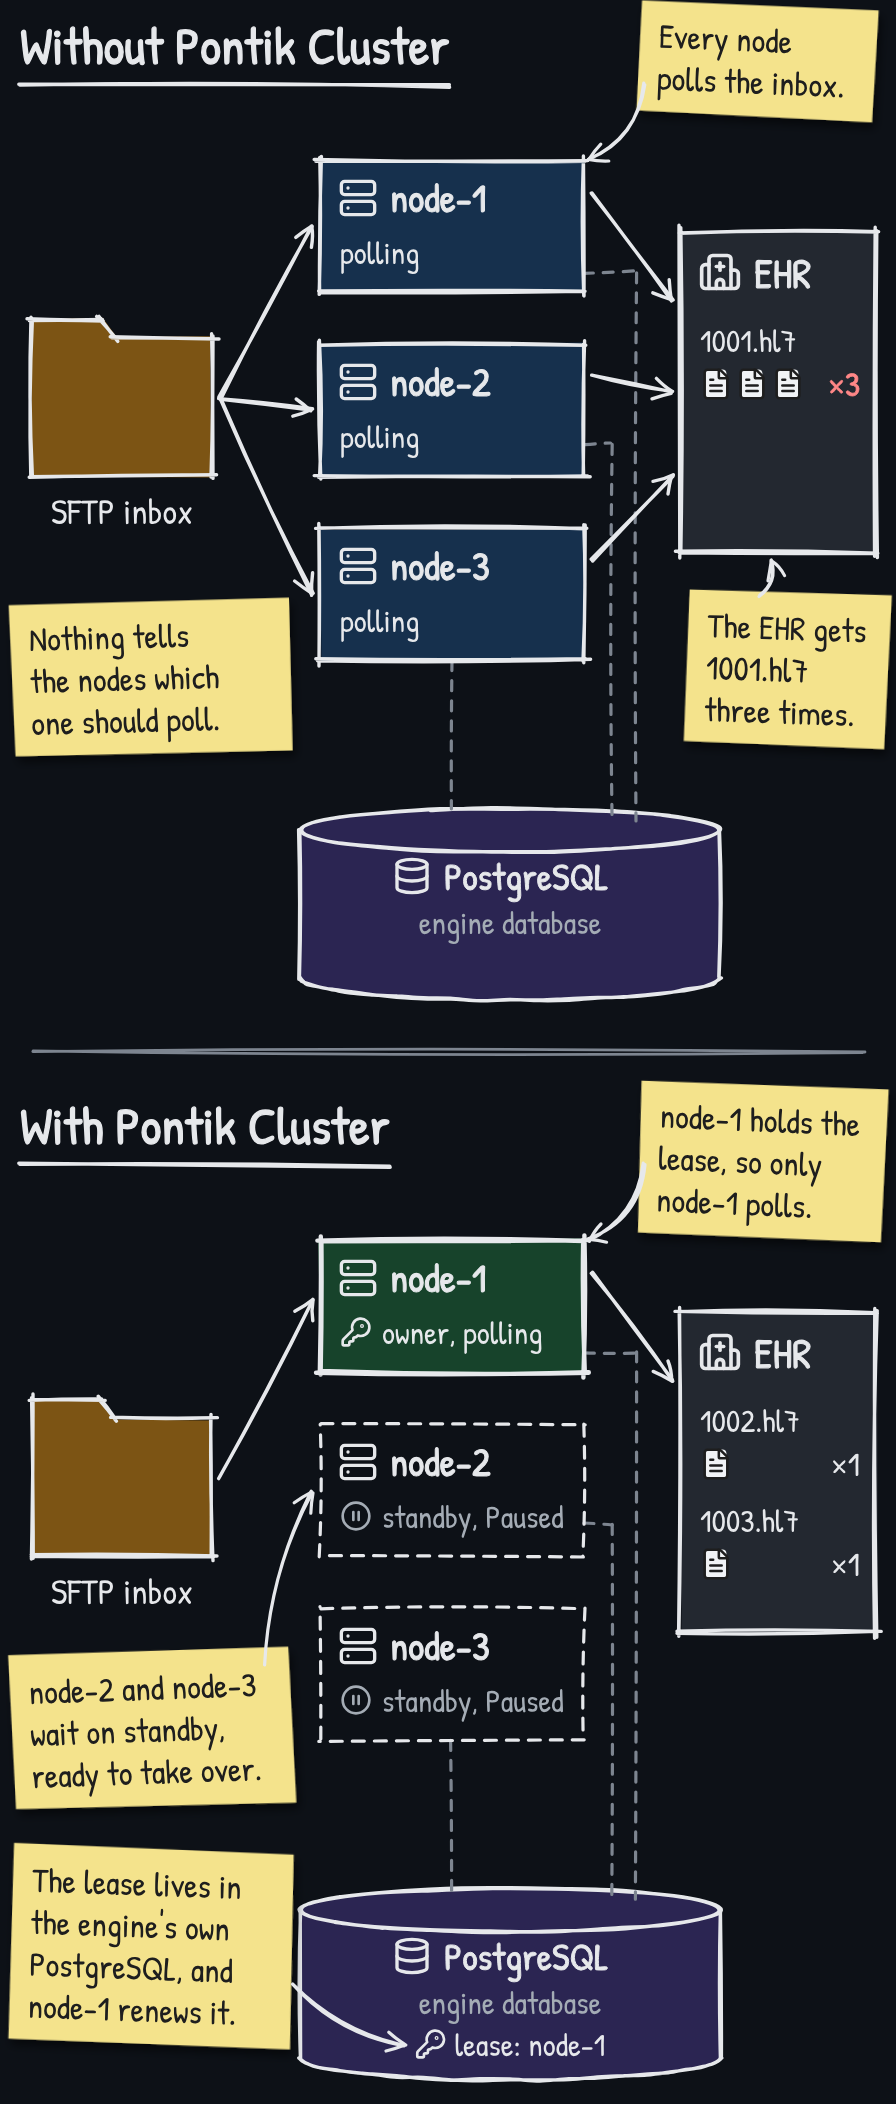 Without Pontik Cluster
Every node
polls the inbox.
node-1
polling
node-2
polling
node-3
polling
SFTP inbox
EHR
1001.hl7
×3
Nothing tells
the nodes which
one should poll.
The EHR gets
1001.hl7
three times.
PostgreSQL
engine database
With Pontik Cluster
node-1 holds the
lease, so only
node-1 polls.
node-1
owner, polling
node-2
standby, Paused
node-3
standby, Paused
SFTP inbox
EHR
1002.hl7
×1
1003.hl7
×1
node-2 and node-3
wait on standby,
ready to take over.
The lease lives in
the engine's own
PostgreSQL, and
node-1 renews it.
PostgreSQL
engine database
lease: node-1